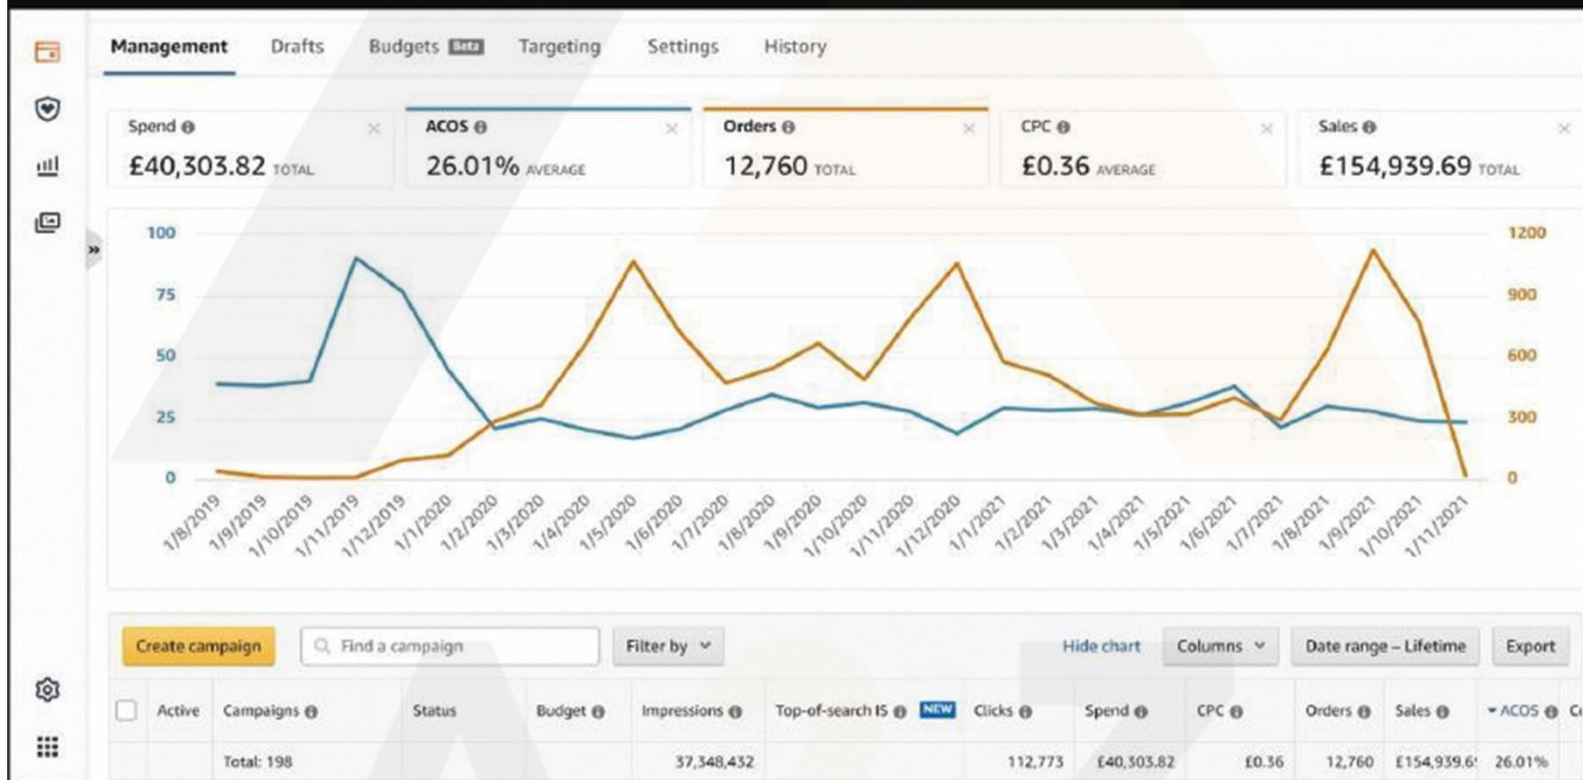 Management Drafts Budgets Beta Targeting Settings History
Spend ACOS Orders CPC Sales
£40,303.82 TOTAL 26.01% AVERAGE 12,760 TOTAL £0.36 AVERAGE £154,939.69 TOTAL
100 1200
75 900
50 600
25 300
0 0
1/8/2019 1/9/2019 1/10/2019 1/11/2019 1/12/2019 1/1/2020 1/2/2020 1/3/2020 1/4/2020 1/5/2020 1/6/2020 1/7/2020 1/8/2020 1/9/2020 1/10/2020 1/11/2020 1/12/2020 1/1/2021 1/2/2021 1/3/2021 1/4/2021 1/5/2021 1/6/2021 1/7/2021 1/8/2021 1/9/2021 1/10/2021 1/11/2021
Create campaign Find a campaign Filter by Hide chart Columns Date range – Lifetime Export
Active Campaigns Status Budget Impressions Top-of-search IS NEW Clicks Spend CPC Orders Sales ACOS
Total: 198 37,348,432 112,773 £40,303.82 £0.36 12,760 £154,939.6 26.01%